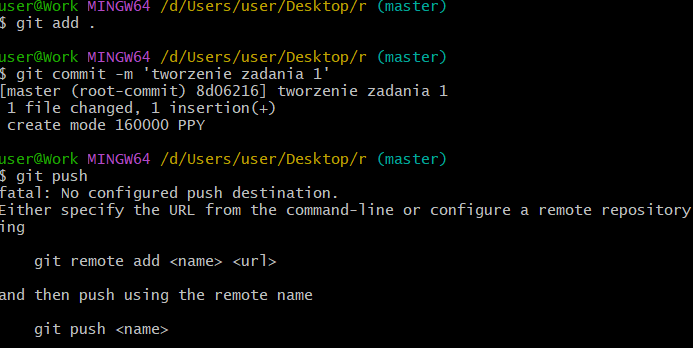 user@Work MINGW64 /d/Users/user/Desktop/r (master)
$ git add .
user@Work MINGW64 /d/Users/user/Desktop/r (master)
$ git commit -m 'tworzenie zadania 1'
[master (root-commit) 8d06216] tworzenie zadania 1
1 file changed, 1 insertion(+)
create mode 160000 PPY
user@Work MINGW64 /d/Users/user/Desktop/r (master)
$ git push
fatal: No configured push destination.
Either specify the URL from the command-line or configure a remote repository
ing
git remote add <name> <url>
and then push using the remote name
git push <name>